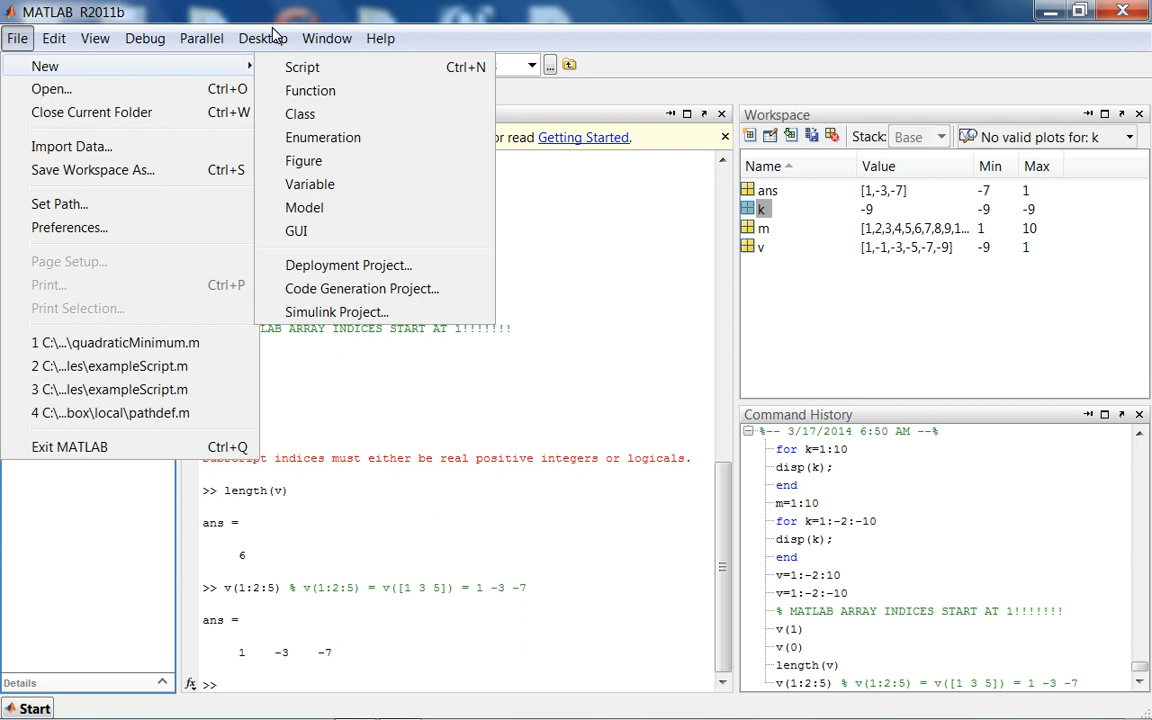 MATLAB R2011b
File Edit View Debug Parallel Desktop Window Help
New
Open... Ctrl+O
Close Current Folder Ctrl+W
Import Data...
Save Workspace As... Ctrl+S
Set Path...
Preferences...
Page Setup...
Print... Ctrl+P
Print Selection...
1 C:\...\quadraticMinimum.m
2 C:\...les\exampleScript.m
3 C:\...les\exampleScript.m
4 C:\...box\local\pathdef.m
Exit MATLAB Ctrl+Q
Script Ctrl+N
Function
Class
Enumeration
Figure
Variable
Model
GUI
Deployment Project...
Code Generation Project...
Simulink Project...
...
or read Getting Started.
LAB ARRAY INDICES START AT 1!!!!!!!
Subscript indices must either be real positive integers or logicals.
>> length(v)
ans =
6
>> v(1:2:5) % v(1:2:5) = v([1 3 5]) = 1 -3 -7
ans =
1 -3 -7
fx >>
Details
Start
Workspace
Stack: Base No valid plots for: k
Name Value Min Max
ans [1,-3,-7] -7 1
k -9 -9 -9
m [1,2,3,4,5,6,7,8,9,1... 1 10
v [1,-1,-3,-5,-7,-9] -9 1
Command History
%-- 3/17/2014 6:50 AM --%
for k=1:10
disp(k);
end
m=1:10
for k=1:-2:-10
disp(k);
end
v=1:-2:10
v=1:-2:-10
% MATLAB ARRAY INDICES START AT 1!!!!!!!
v(1)
v(0)
length(v)
v(1:2:5) % v(1:2:5) = v([1 3 5]) = 1 -3 -7